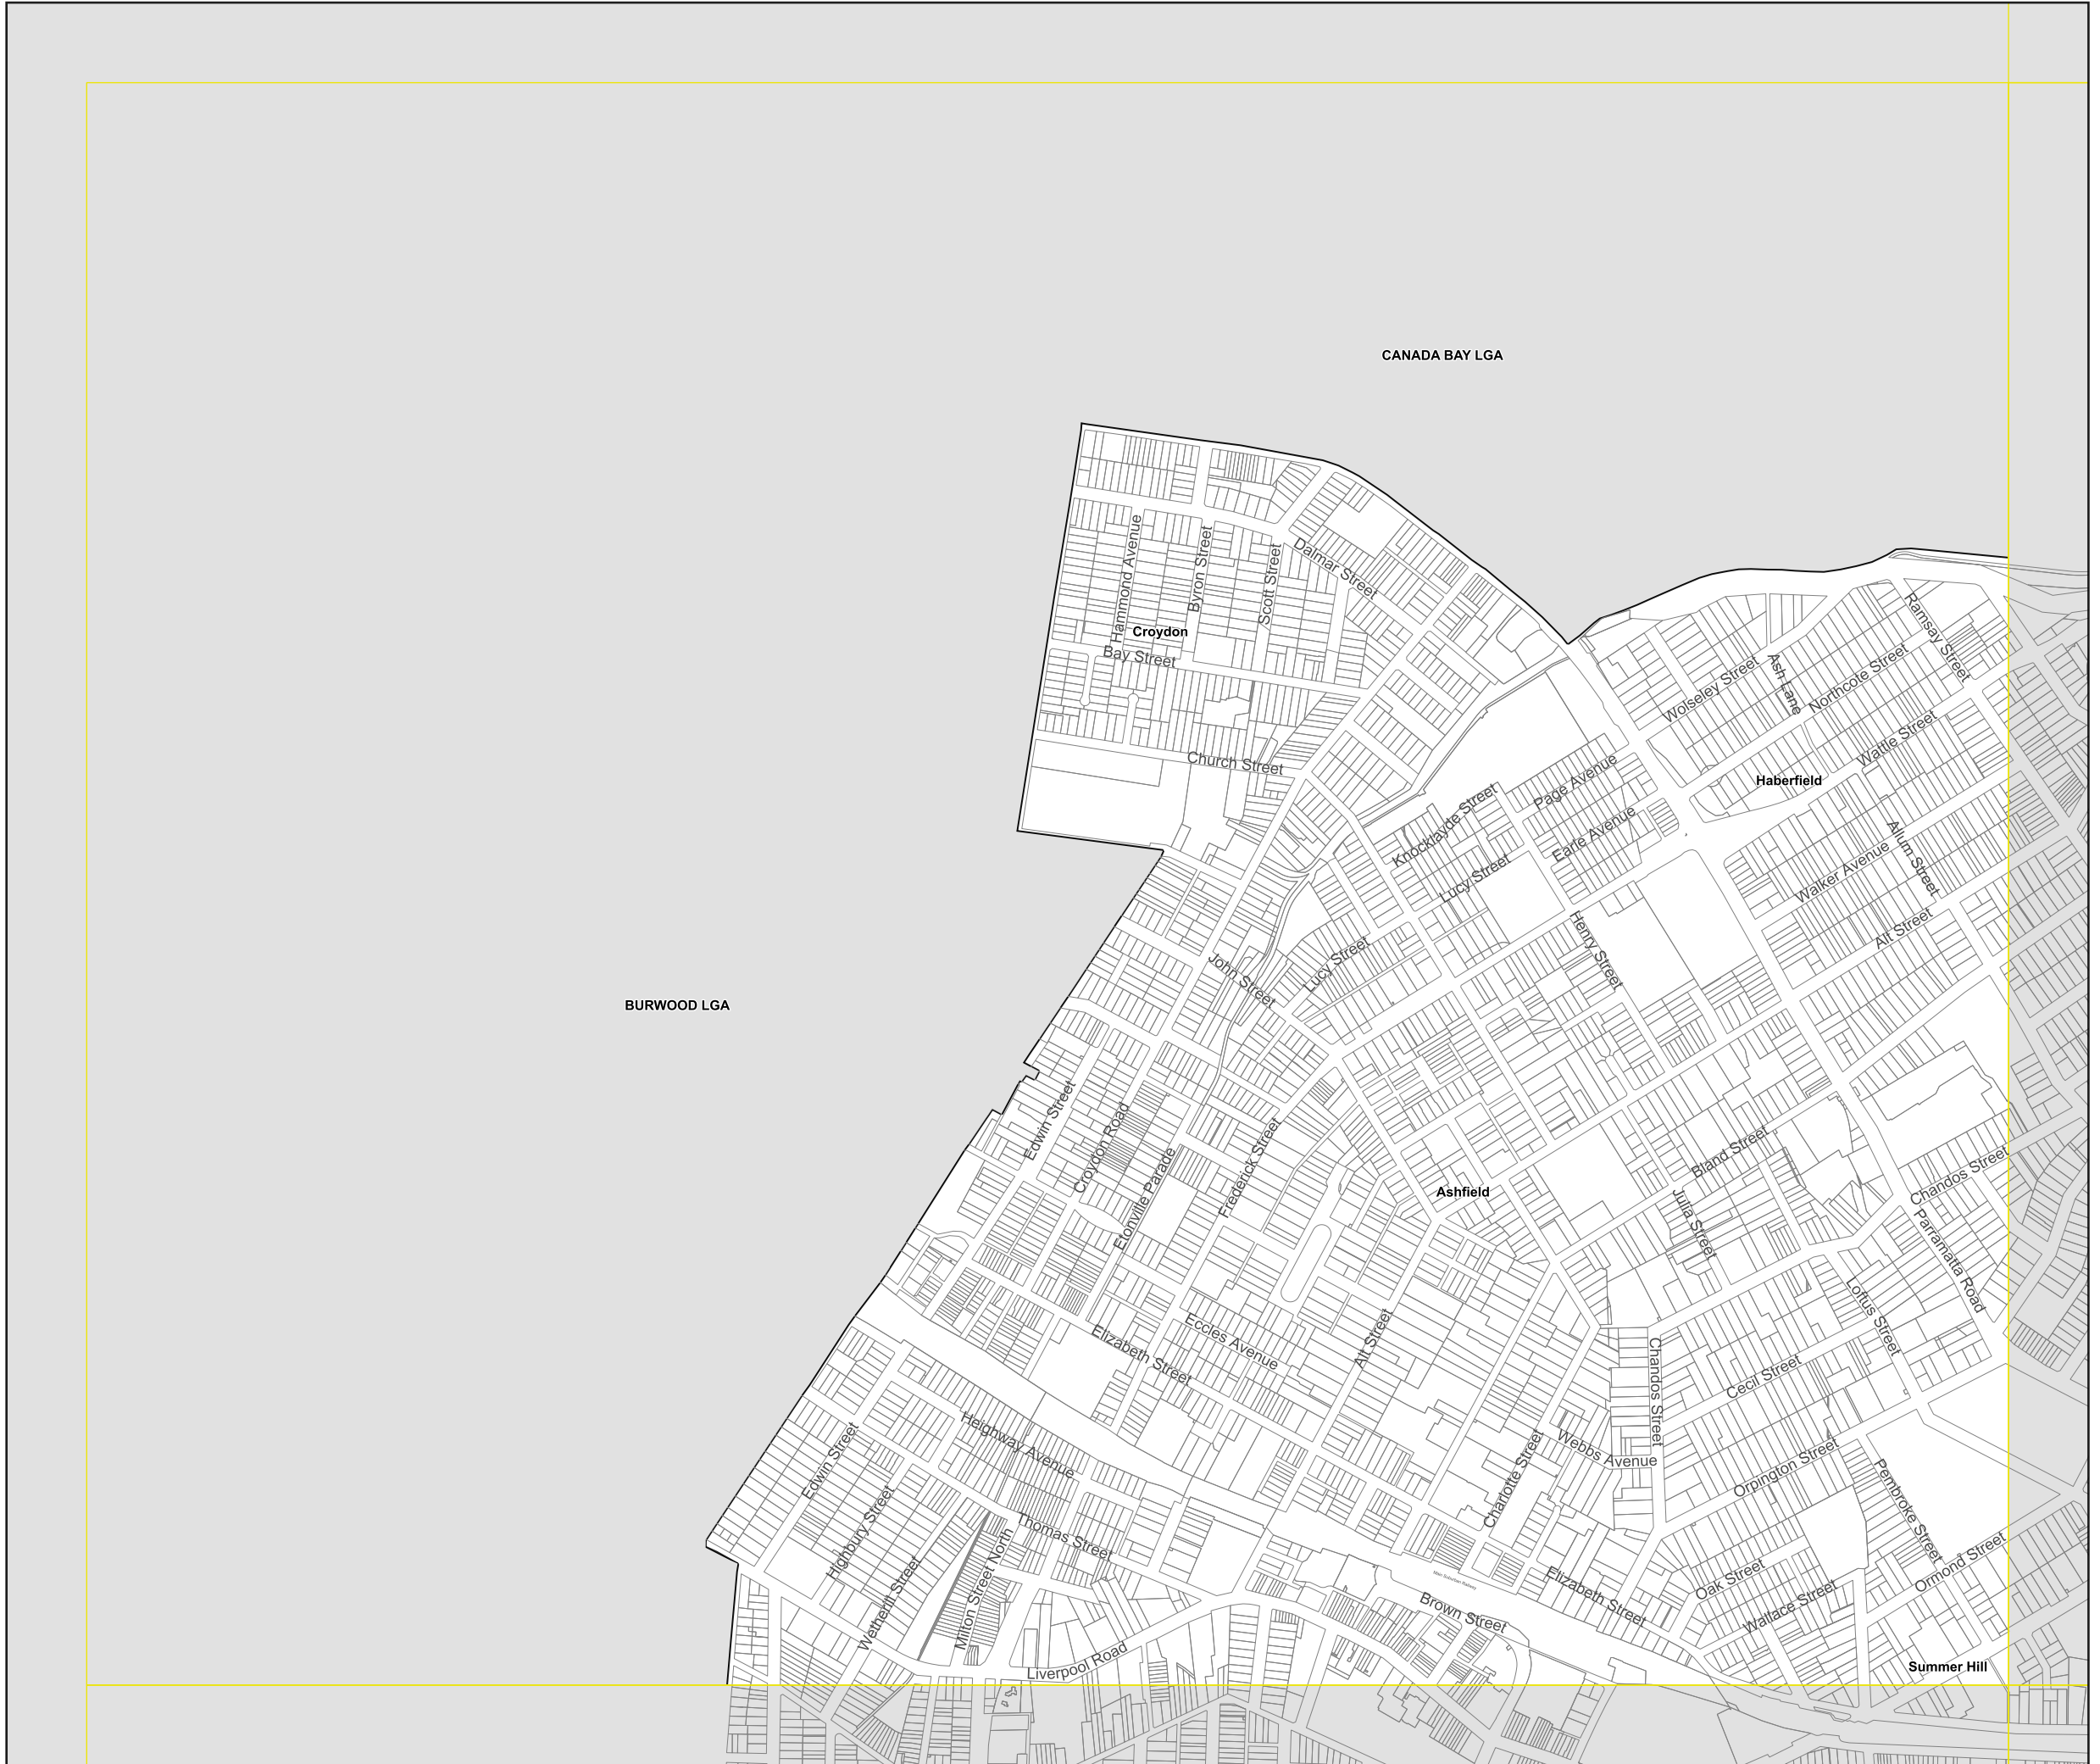 CANADA BAY LGA
Hammond Avenue
Byron Street
Scott Street
Dalmar Street
Ramsay Street
Croydon
Bay Street
Wolseley Street
Ash Lane
Northcote Street
Wattle Street
Church Street
Haberfield
Page Avenue
Knocklayde Street
Earle Avenue
Allum Street
Walker Avenue
Lucy Street
Alt Street
Henry Street
John Street
Lucy Street
BURWOOD LGA
Edwin Street
Croydon Road
Etonville Parade
Frederick Street
Ashfield
Bland Street
Julia Street
Chandos Street
Parramatta Road
Loftus Street
Elizabeth Street
Eccles Avenue
Alt Street
Chandos Street
Cecil Street
Heighway Avenue
Edwin Street
Webbs Avenue
Charlotte Street
Orpington Street
Pembroke Street
Highbury Street
Thomas Street
Milton Street North
Wetherill Street
Main Suburban Railway
Elizabeth Street
Oak Street
Ormond Street
Wallace Street
Brown Street
Liverpool Road
Summer Hill